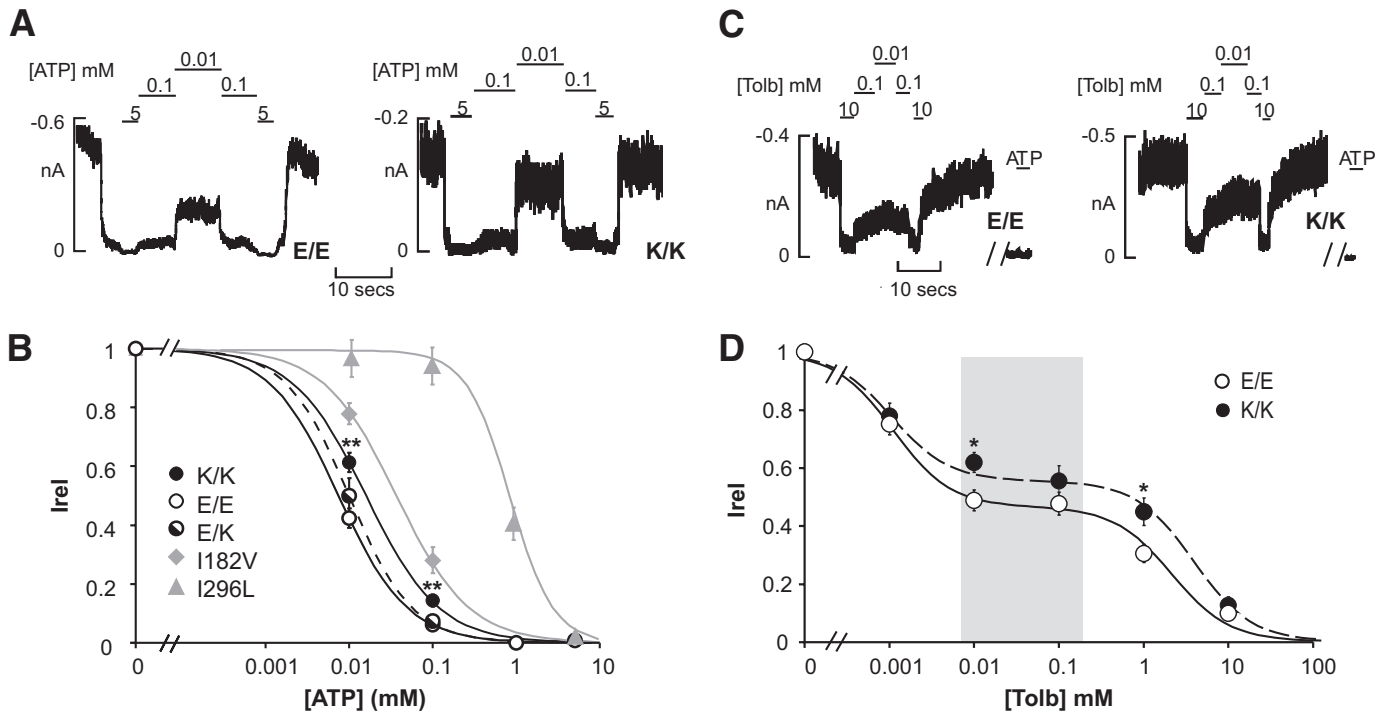 A
[ATP] mM
0.01
0.1
0.1
5
5
-0.6
nA
0
E/E
[ATP] mM
0.01
0.1
0.1
5
5
-0.2
nA
0
K/K
10 secs
C
[Tolb] mM
0.01
0.1
0.1
10
10
-0.4
nA
0
ATP
E/E
10 secs
[Tolb] mM
0.01
0.1
0.1
10
10
-0.5
nA
0
ATP
K/K
B
1
0.8
0.6
0.4
0.2
0
Irel
**
**
K/K
E/E
E/K
I182V
I296L
0 0.001 0.01 0.1 1 10
[ATP] (mM)
D
1
0.8
0.6
0.4
0.2
0
Irel
*
*
E/E
K/K
0 0.001 0.01 0.1 1 10 100
[Tolb] mM